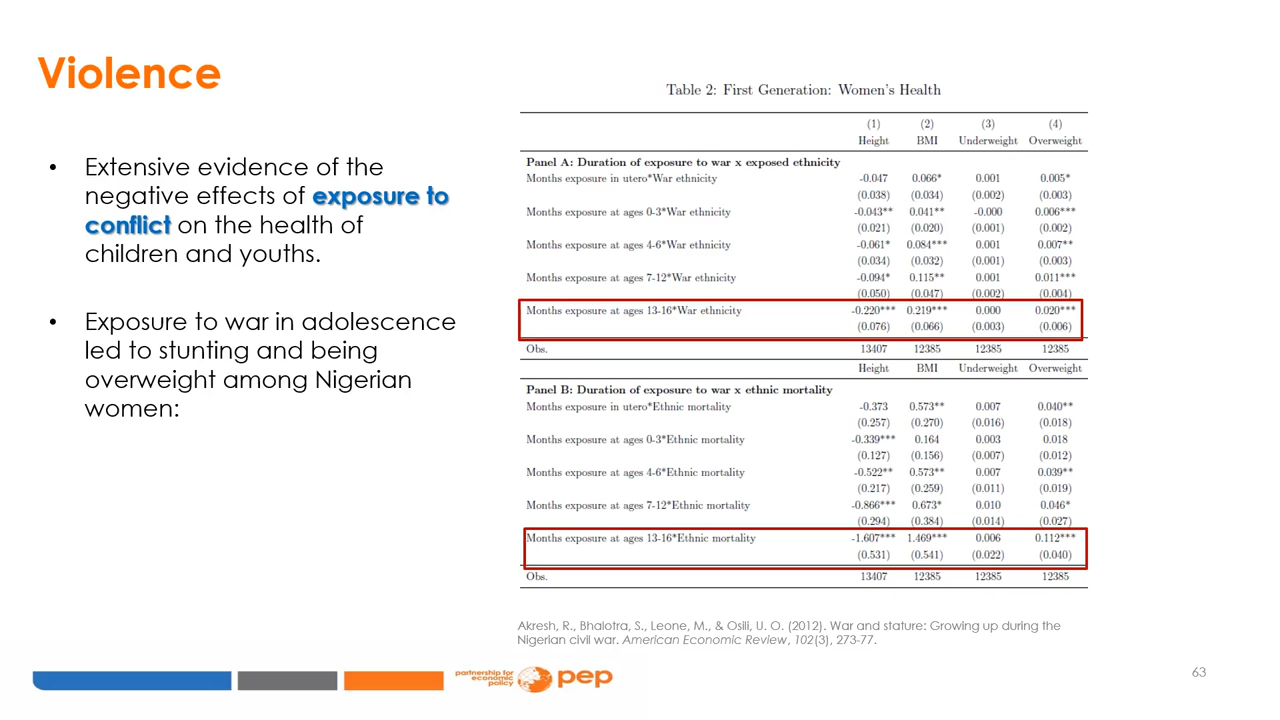 Violence
• Extensive evidence of the
negative effects of exposure to
conflict on the health of
children and youths.
• Exposure to war in adolescence
led to stunting and being
overweight among Nigerian
women:
Table 2: First Generation: Women's Health
(1) (2) (3) (4)
Height BMI Underweight Overweight
Panel A: Duration of exposure to war x exposed ethnicity
Months exposure in utero*War ethnicity -0.047 0.066* 0.001 0.005*
(0.038) (0.034) (0.002) (0.003)
Months exposure at ages 0-3*War ethnicity -0.043** 0.041** -0.000 0.006***
(0.021) (0.020) (0.001) (0.002)
Months exposure at ages 4-6*War ethnicity -0.061* 0.084*** 0.001 0.007**
(0.034) (0.032) (0.001) (0.003)
Months exposure at ages 7-12*War ethnicity -0.094* 0.115** 0.001 0.011***
(0.050) (0.047) (0.002) (0.004)
Months exposure at ages 13-16*War ethnicity -0.220*** 0.219*** 0.000 0.020***
(0.076) (0.066) (0.003) (0.006)
Obs. 13407 12385 12385 12385
Height BMI Underweight Overweight
Panel B: Duration of exposure to war x ethnic mortality
Months exposure in utero*Ethnic mortality -0.373 0.573** 0.007 0.040**
(0.257) (0.270) (0.016) (0.018)
Months exposure at ages 0-3*Ethnic mortality -0.339*** 0.164 0.003 0.018
(0.127) (0.156) (0.007) (0.012)
Months exposure at ages 4-6*Ethnic mortality -0.522** 0.573** 0.007 0.039**
(0.217) (0.259) (0.011) (0.019)
Months exposure at ages 7-12*Ethnic mortality -0.866*** 0.673* 0.010 0.046*
(0.294) (0.384) (0.014) (0.027)
Months exposure at ages 13-16*Ethnic mortality -1.607*** 1.469*** 0.006 0.112***
(0.531) (0.541) (0.022) (0.040)
Obs. 13407 12385 12385 12385
Akresh, R., Bhalotra, S., Leone, M., & Osili, U. O. (2012). War and stature: Growing up during the
Nigerian civil war. American Economic Review, 102(3), 273-77.
partnership for
economic
policy
pep
63